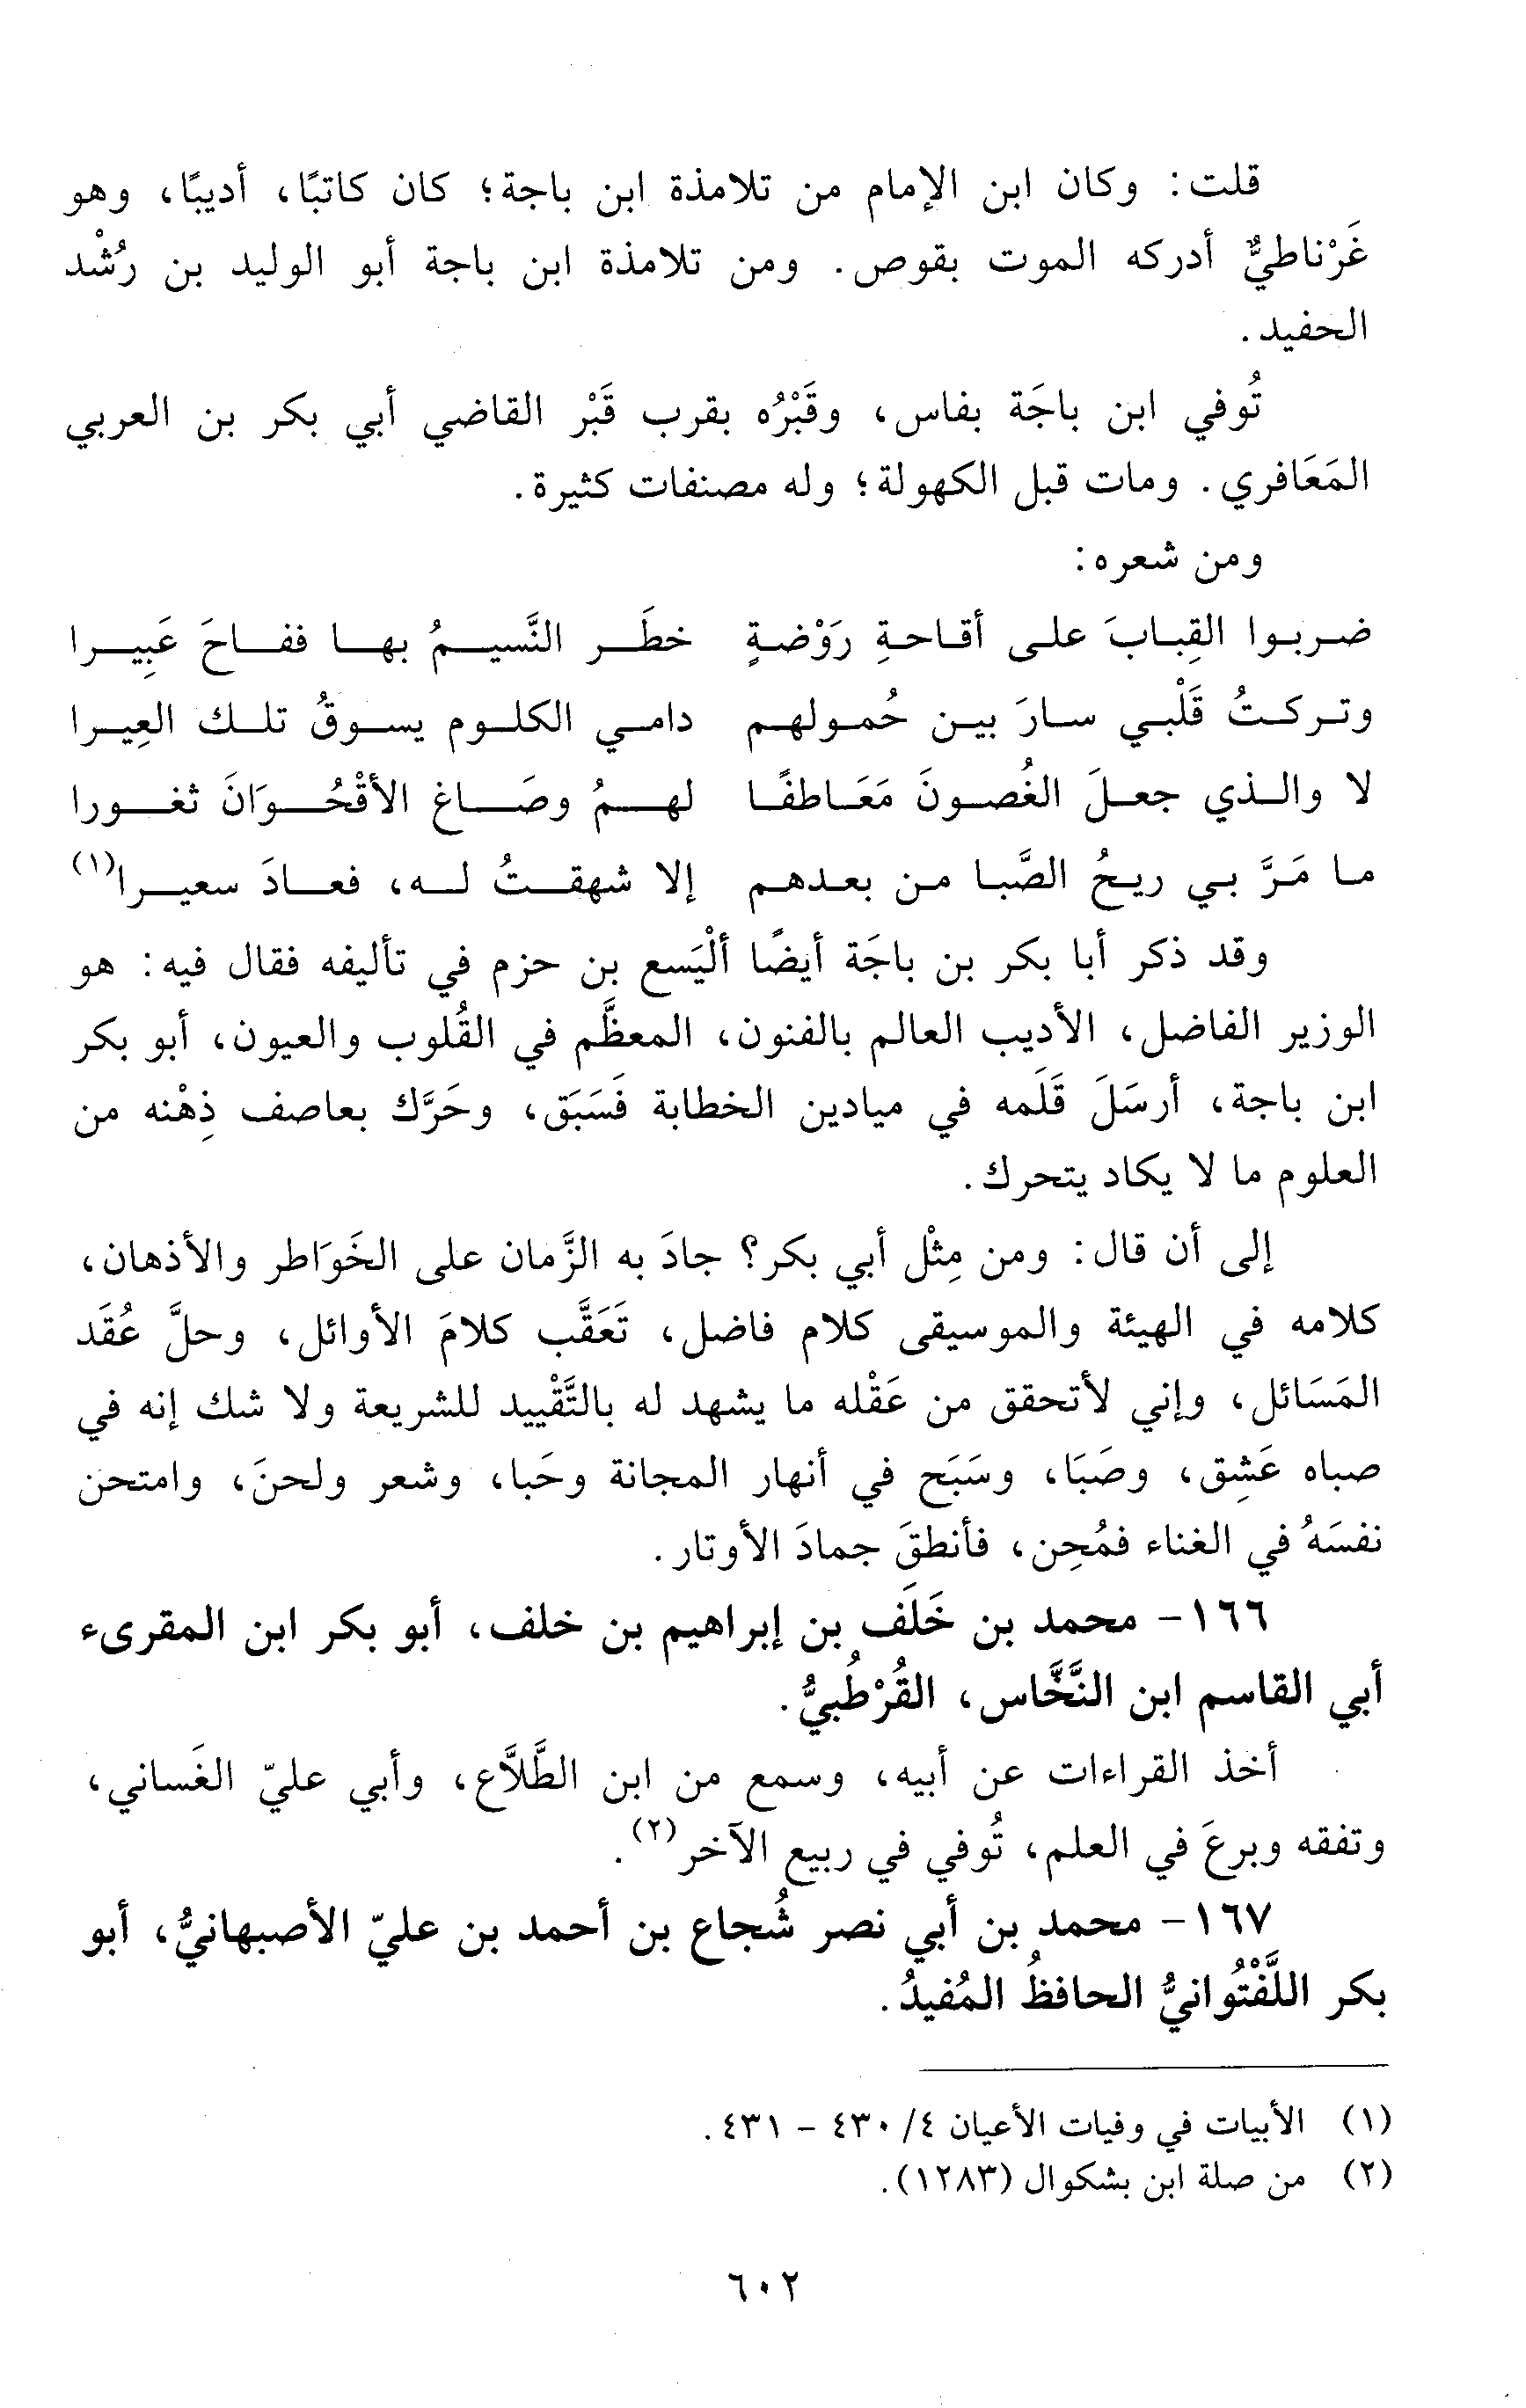 قلت: وكان ابن الإمام من تلامذة ابن باجة؛ كان كاتبًا، أديبًا، وهو
غَرْناطيٌّ أدركه الموت بقوص. ومن تلامذة ابن باجة أبو الوليد بن رُشْد
الحفيد.
تُوفي ابن باجَة بفاس، وقَبْرُه بقرب قَبْر القاضي أبي بكر بن العربي
المَعَافري. ومات قبل الكهولة؛ وله مصنفات كثيرة.
ومن شعره:
ضربوا القِبابَ على أقاحةِ رَوْضةٍ خطَر النَّسيمُ بها ففاحَ عَبِيرا
وتركتُ قَلْبي سارَ بين حُمولهم دامي الكلوم يسوقُ تلك العِيرا
لا والذي جعلَ الغُصونَ مَعَاطفًا لهمُ وصَاغ الأقْحُوَانَ ثغورا
ما مَرَّ بي ريحُ الصَّبا من بعدهم إلا شهقتُ له، فعادَ سعيرا(١)
وقد ذكر أبا بكر بن باجَة أيضًا ألْيَسع بن حزم في تأليفه فقال فيه: هو
الوزير الفاضل، الأديب العالم بالفنون، المعظَّم في القُلوب والعيون، أبو بكر
ابن باجة، أرسَلَ قَلَمه في ميادين الخطابة فَسَبَق، وحَرَّك بعاصف ذِهْنه من
العلوم ما لا يكاد يتحرك.
إلى أن قال: ومن مِثْل أبي بكر؟ جادَ به الزَّمان على الخَوَاطر والأذهان،
كلامه في الهيئة والموسيقى كلام فاضل، تَعَقَّب كلامَ الأوائل، وحلَّ عُقَد
المَسَائل، وإني لأتحقق من عَقْله ما يشهد له بالتَّقْييد للشريعة ولا شك إنه في
صباه عَشِق، وصَبَا، وسَبَح في أنهار المجانة وحَبا، وشعر ولحنَ، وامتحن
نفسَهُ في الغناء فمُحِن، فأنطقَ جمادَ الأوتار.
١٦٦- محمد بن خَلَف بن إبراهيم بن خلف، أبو بكر ابن المقرىء
أبي القاسم ابن النَّخَّاس، القُرْطُبيُّ.
أخذ القراءات عن أبيه، وسمع من ابن الطَّلاَّع، وأبي عليّ الغَساني،
وتفقه وبرعَ في العلم، تُوفي في ربيع الآخر(٢).
١٦٧- محمد بن أبي نصر شُجاع بن أحمد بن عليّ الأصبهانيُّ، أبو
بكر اللَّفْتُوانيُّ الحافظُ المُفيدُ.
(١) الأبيات في وفيات الأعيان ٤/ ٤٣٠ - ٤٣١.
(٢) من صلة ابن بشكوال (١٢٨٣).
٦٠٢